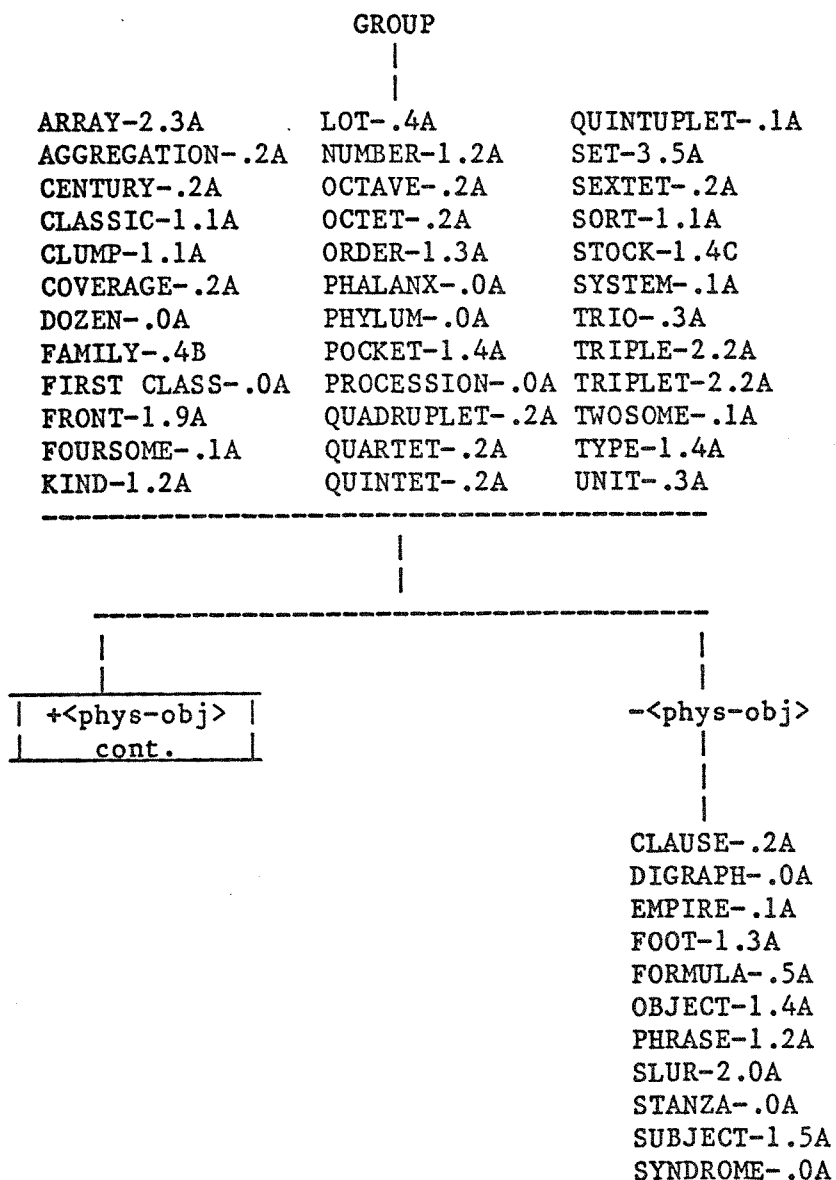 GROUP
ARRAY-2.3A LOT-.4A QUINTUPLET-.1A
AGGREGATION-.2A NUMBER-1.2A SET-3.5A
CENTURY-.2A OCTAVE-.2A SEXTET-.2A
CLASSIC-1.1A OCTET-.2A SORT-1.1A
CLUMP-1.1A ORDER-1.3A STOCK-1.4C
COVERAGE-.2A PHALANX-.0A SYSTEM-.1A
DOZEN-.0A PHYLUM-.0A TRIO-.3A
FAMILY-.4B POCKET-1.4A TRIPLE-2.2A
FIRST CLASS-.0A PROCESSION-.0A TRIPLET-2.2A
FRONT-1.9A QUADRUPLET-.2A TWOSOME-.1A
FOURSOME-.1A QUARTET-.2A TYPE-1.4A
KIND-1.2A QUINTET-.2A UNIT-.3A
+<phys-obj> -<phys-obj>
cont.
CLAUSE-.2A
DIGRAPH-.0A
EMPIRE-.1A
FOOT-1.3A
FORMULA-.5A
OBJECT-1.4A
PHRASE-1.2A
SLUR-2.0A
STANZA-.0A
SUBJECT-1.5A
SYNDROME-.0A